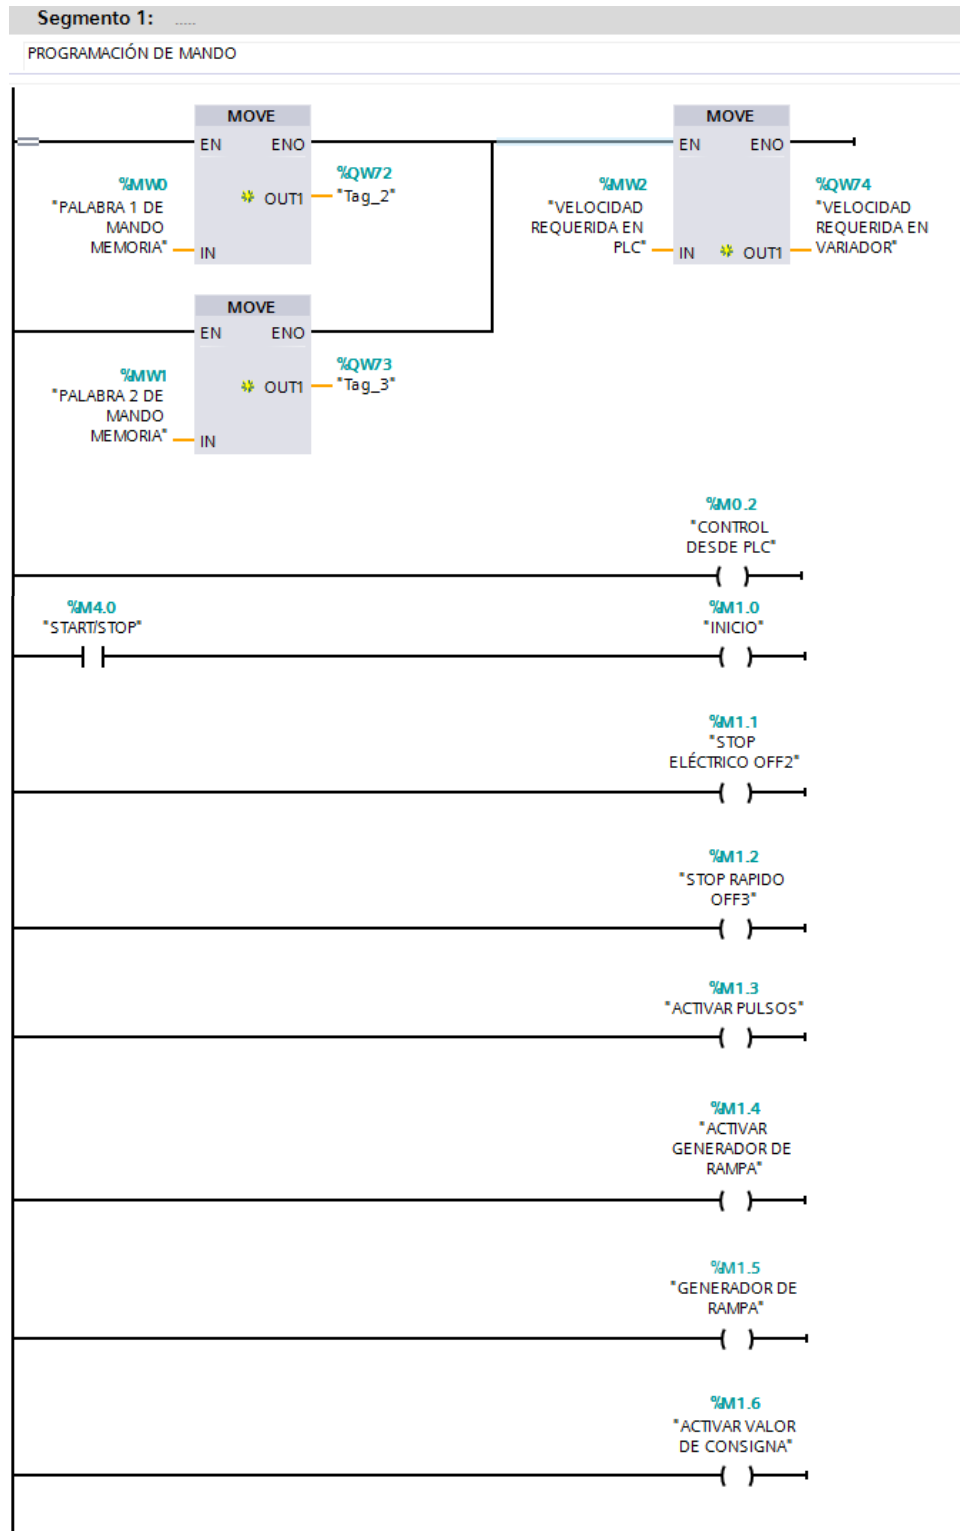 Segmento 1: .....
PROGRAMACIÓN DE MANDO
MOVE
EN ENO
%MW0
"PALABRA 1 DE
MANDO
MEMORIA"
IN
OUT1
%QW72
"Tag_2"
MOVE
EN ENO
%MW2
"VELOCIDAD
REQUERIDA EN
PLC"
IN
OUT1
%QW74
"VELOCIDAD
REQUERIDA EN
VARIADOR"
MOVE
EN ENO
%MW1
"PALABRA 2 DE
MANDO
MEMORIA"
IN
OUT1
%QW73
"Tag_3"
%M0.2
"CONTROL
DESDE PLC"
%M4.0
"START/STOP"
%M1.0
"INICIO"
%M1.1
"STOP
ELÉCTRICO OFF2"
%M1.2
"STOP RAPIDO
OFF3"
%M1.3
"ACTIVAR PULSOS"
%M1.4
"ACTIVAR
GENERADOR DE
RAMPA"
%M1.5
"GENERADOR DE
RAMPA"
%M1.6
"ACTIVAR VALOR
DE CONSIGNA"